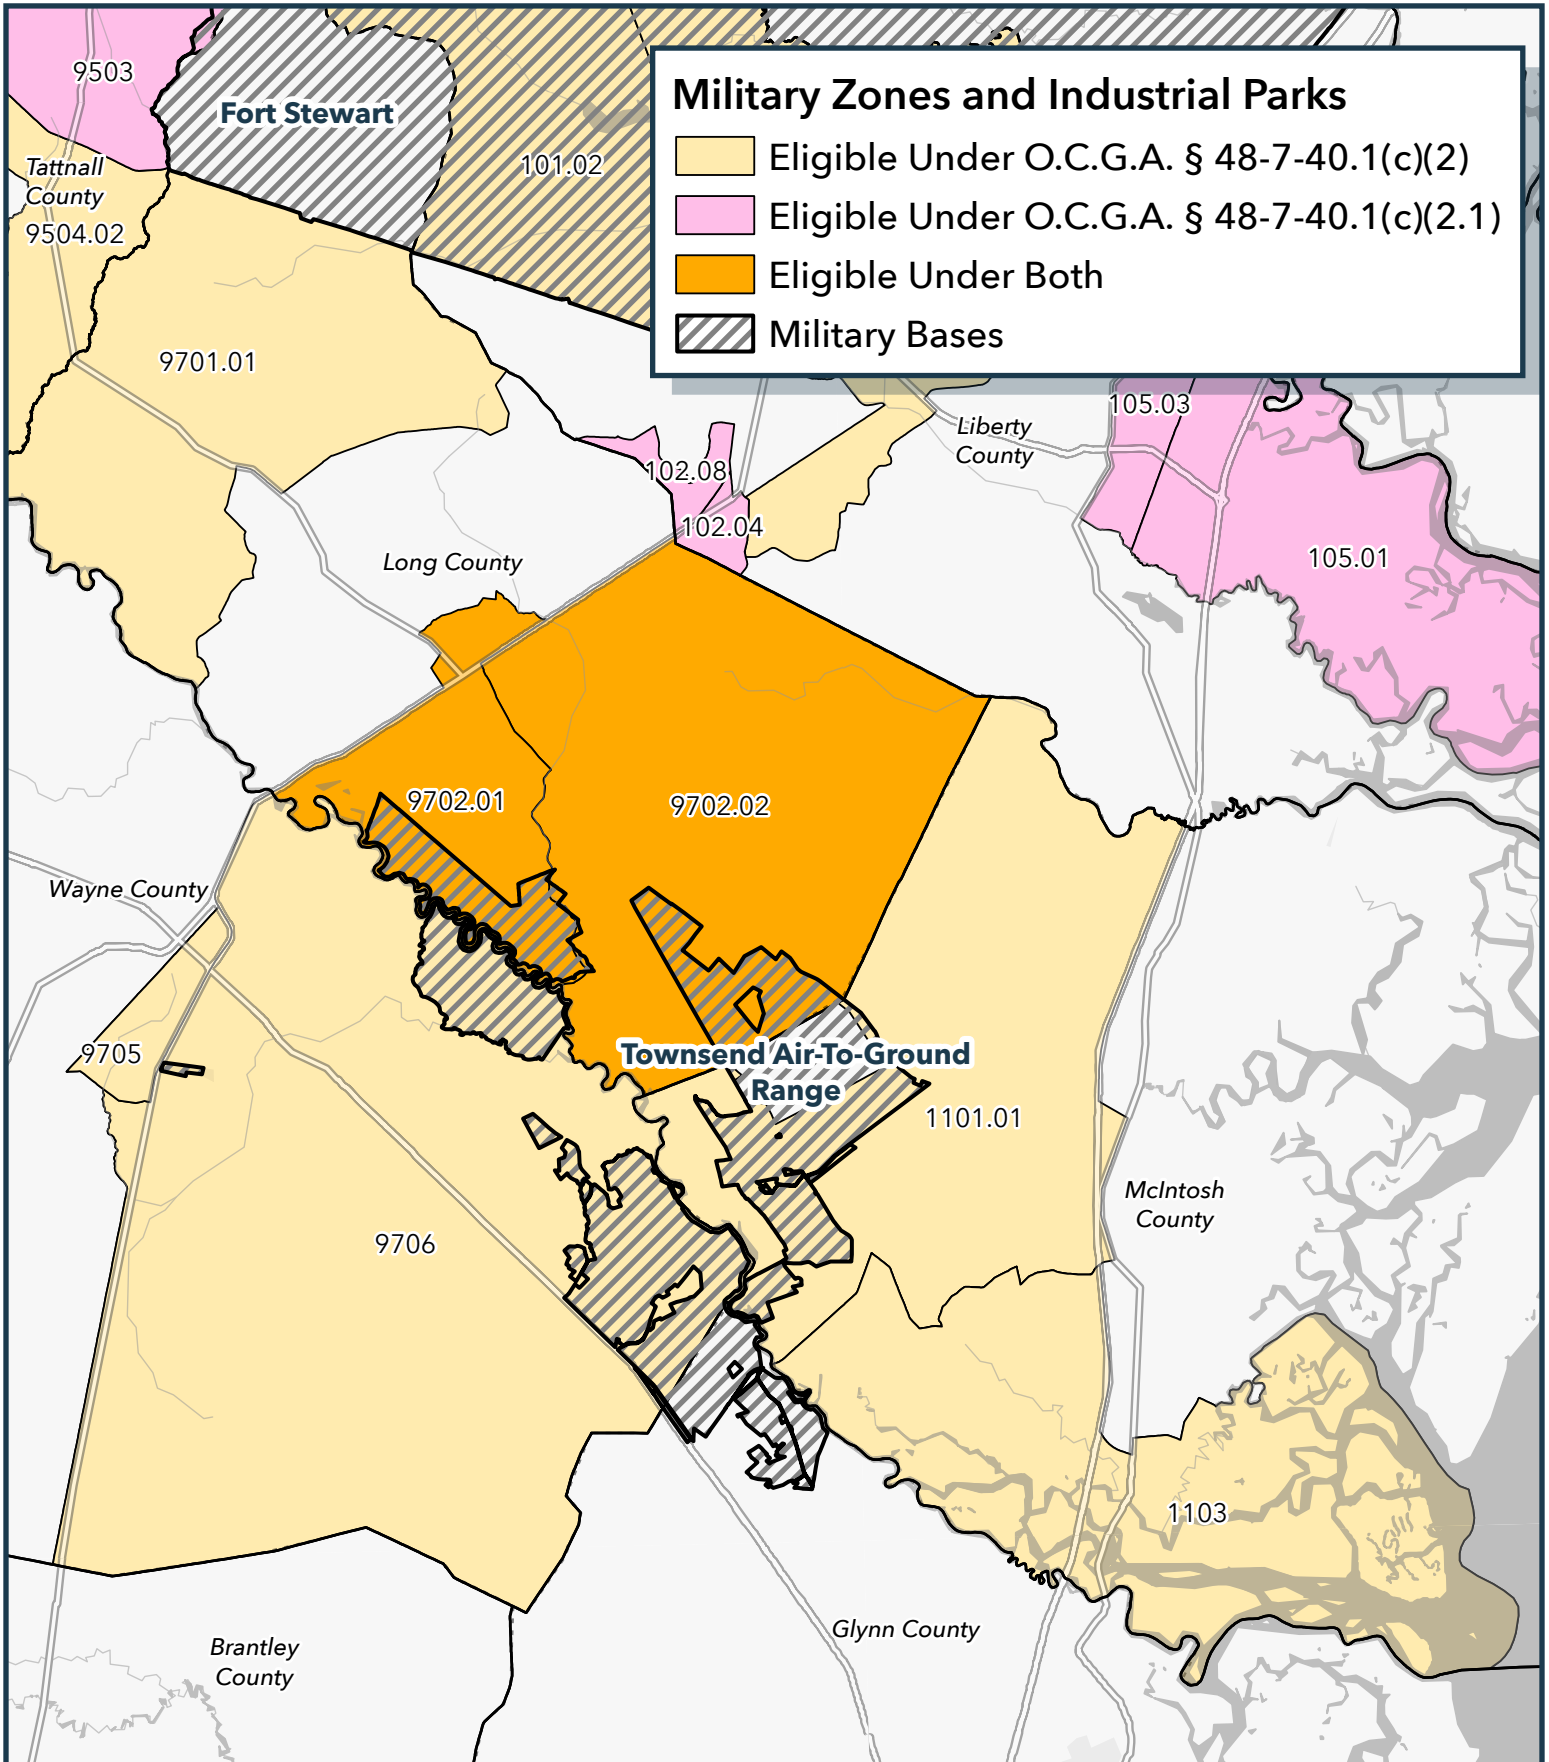 Military Zones and Industrial Parks
Eligible Under O.C.G.A. § 48-7-40.1(c)(2)
Eligible Under O.C.G.A. § 48-7-40.1(c)(2.1)
Eligible Under Both
Military Bases
9503
Fort Stewart
Tattnall
County
101.02
9504.02
9701.01
105.03
Liberty
County
102.08
102.04
Long County
105.01
9702.01
9702.02
Wayne County
9705
Townsend Air-To-Ground
Range
1101.01
McIntosh
County
9706
1103
Glynn County
Brantley
County